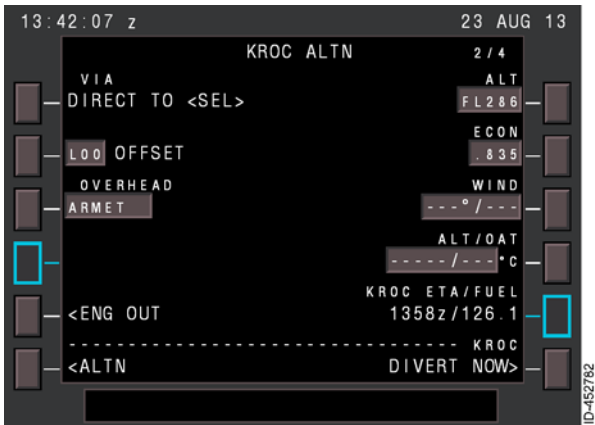 13:42:07 z 23 AUG 13
KROC ALTN 2/4
VIA ALT
DIRECT TO <SEL> FL286
ECON
L00 OFFSET .835
OVERHEAD WIND
ARMET ---°/---
ALT/OAT
-----/---°C
KROC ETA/FUEL
<ENG OUT 1358z/126.1
---------------------------------- KROC
<ALTN DIVERT NOW>
ID-452782